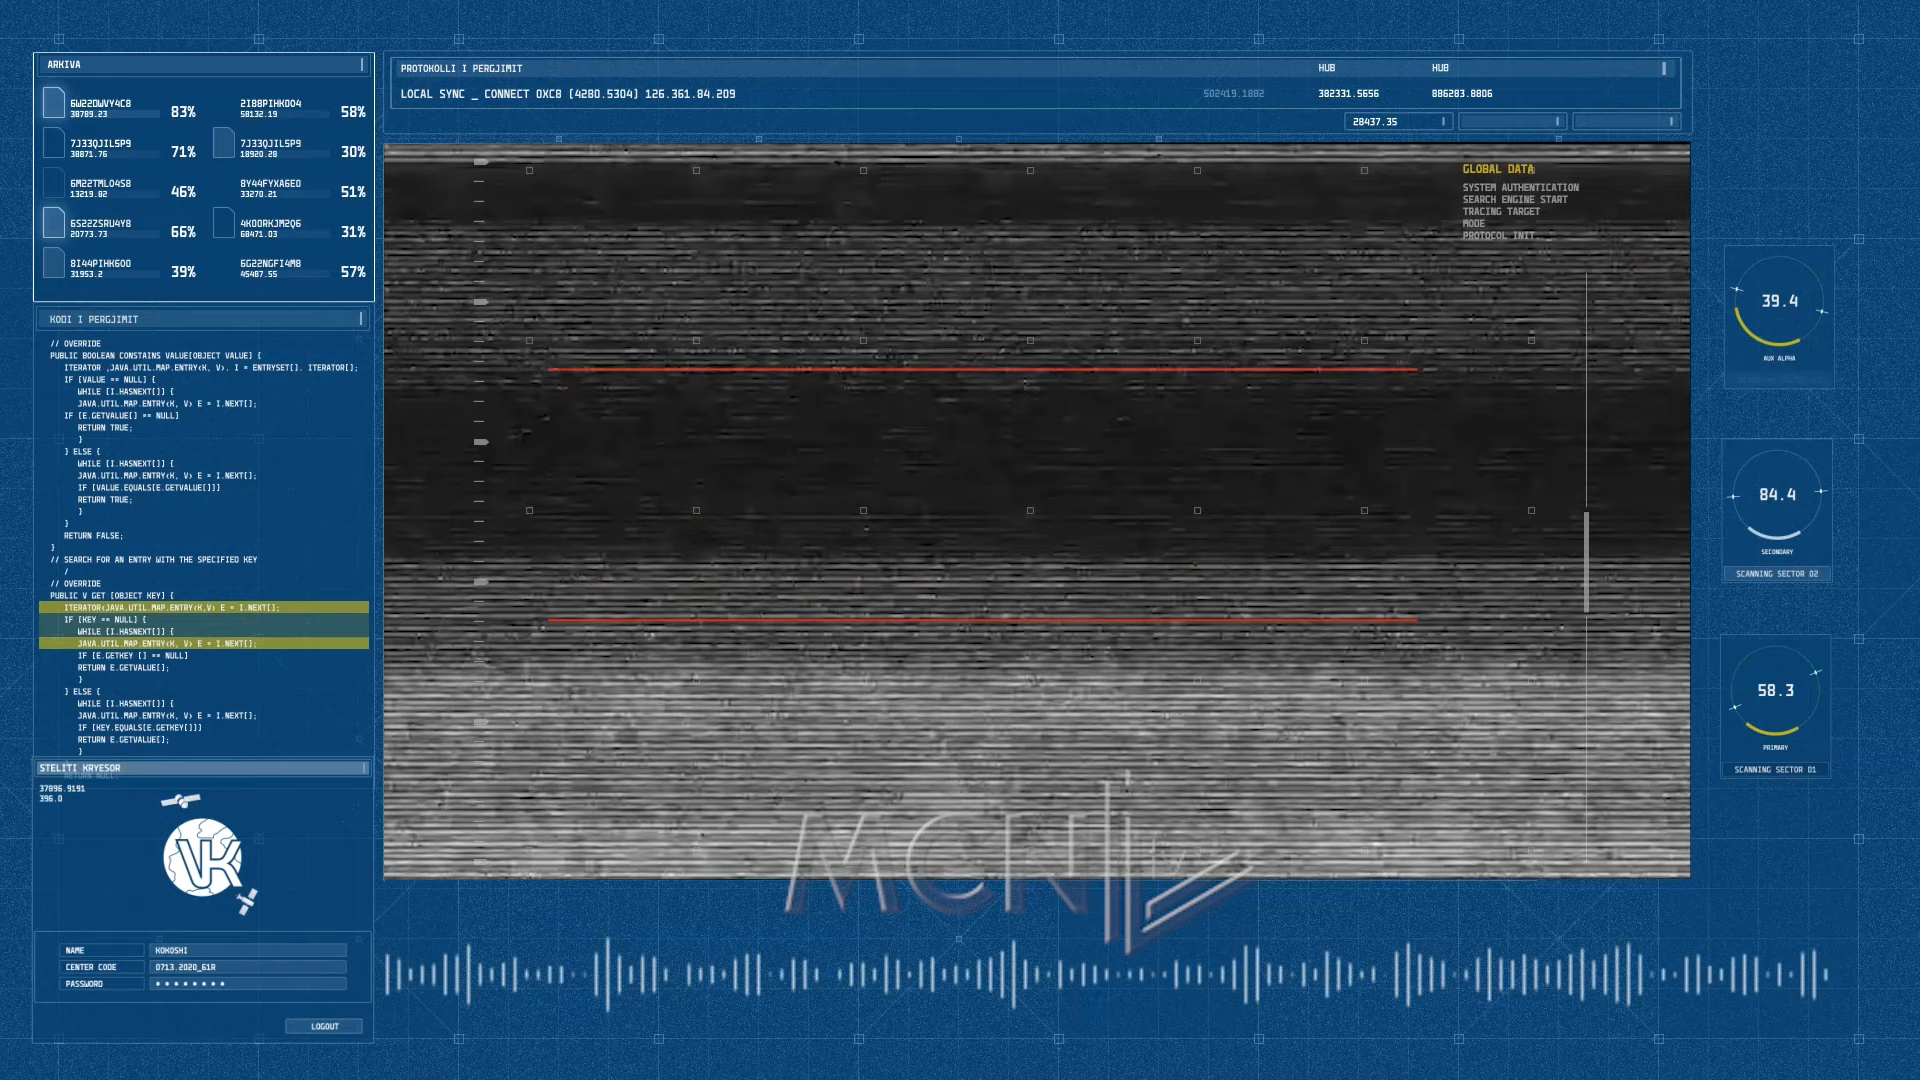 ARKIVA
6W22DWVY4C8
38789.23
83%
2I88PIHKOO4
58132.19
58%
7J33QJIL5P9
38871.76
71%
7J33QJIL5P9
18920.28
30%
6M22TMLO4S8
13219.82
46%
8Y44FYXA6EO
33270.21
51%
6S22ZSRU4Y8
20773.73
66%
4KOORKJM2Q6
68471.03
31%
8I44PIHK6OO
31953.2
39%
6G22NGFI4M8
45487.55
57%
PROTOKOLLI I PERGJIMIT
HUB
HUB
LOCAL SYNC _ CONNECT OXC8 [4280.5304] 126.361.84.209
502419.1882
382331.5656
886283.8806
28437.35
GLOBAL DATA
SYSTEM AUTHENTICATION
SEARCH ENGINE START
TRACING TARGET
MODE
PROTOCOL INIT...
KODI I PERGJIMIT
// OVERRIDE
PUBLIC BOOLEAN CONSTAINS VALUE[OBJECT VALUE] {
ITERATOR ,JAVA.UTIL.MAP.ENTRY<K, V>. I = ENTRYSET[]. ITERATOR[];
IF [VALUE == NULL] {
WHILE [I.HASNEXT[]] {
JAVA.UTIL.MAP.ENTRY<K, V> E = I.NEXT[];
IF [E.GETVALUE[] == NULL]
RETURN TRUE;
}
} ELSE {
WHILE [I.HASNEXT[]] {
JAVA.UTIL.MAP.ENTRY<K, V> E = I.NEXT[];
IF [VALUE.EQUALS[E.GETVALUE[]]]
RETURN TRUE;
}
}
RETURN FALSE;
}
// SEARCH FOR AN ENTRY WITH THE SPECIFIED KEY
/
// OVERRIDE
PUBLIC V GET [OBJECT KEY] {
ITERATOR<JAVA.UTIL.MAP.ENTRY<K,V> E = I.NEXT[];
IF [KEY == NULL] {
WHILE [I.HASNEXT[]] {
JAVA.UTIL.MAP.ENTRY<K, V> E = I.NEXT[];
IF [E.GETKEY [] == NULL]
RETURN E.GETVALUE[];
}
} ELSE {
WHILE [I.HASNEXT[]] {
JAVA.UTIL.MAP.ENTRY<K, V> E = I.NEXT[];
IF [KEY.EQUALS[E.GETKEY[]]]
RETURN E.GETVALUE[];
}
RETURN NULL;
STELITI KRYESOR
37896.9191
396.0
VK
NAME
KOKOSHI
CENTER CODE
0713.2020_61R
PASSWORD
LOGOUT
39.4
AUX ALPHA
84.4
SECONDARY
SCANNING SECTOR 02
58.3
PRIMARY
SCANNING SECTOR 01
MCN